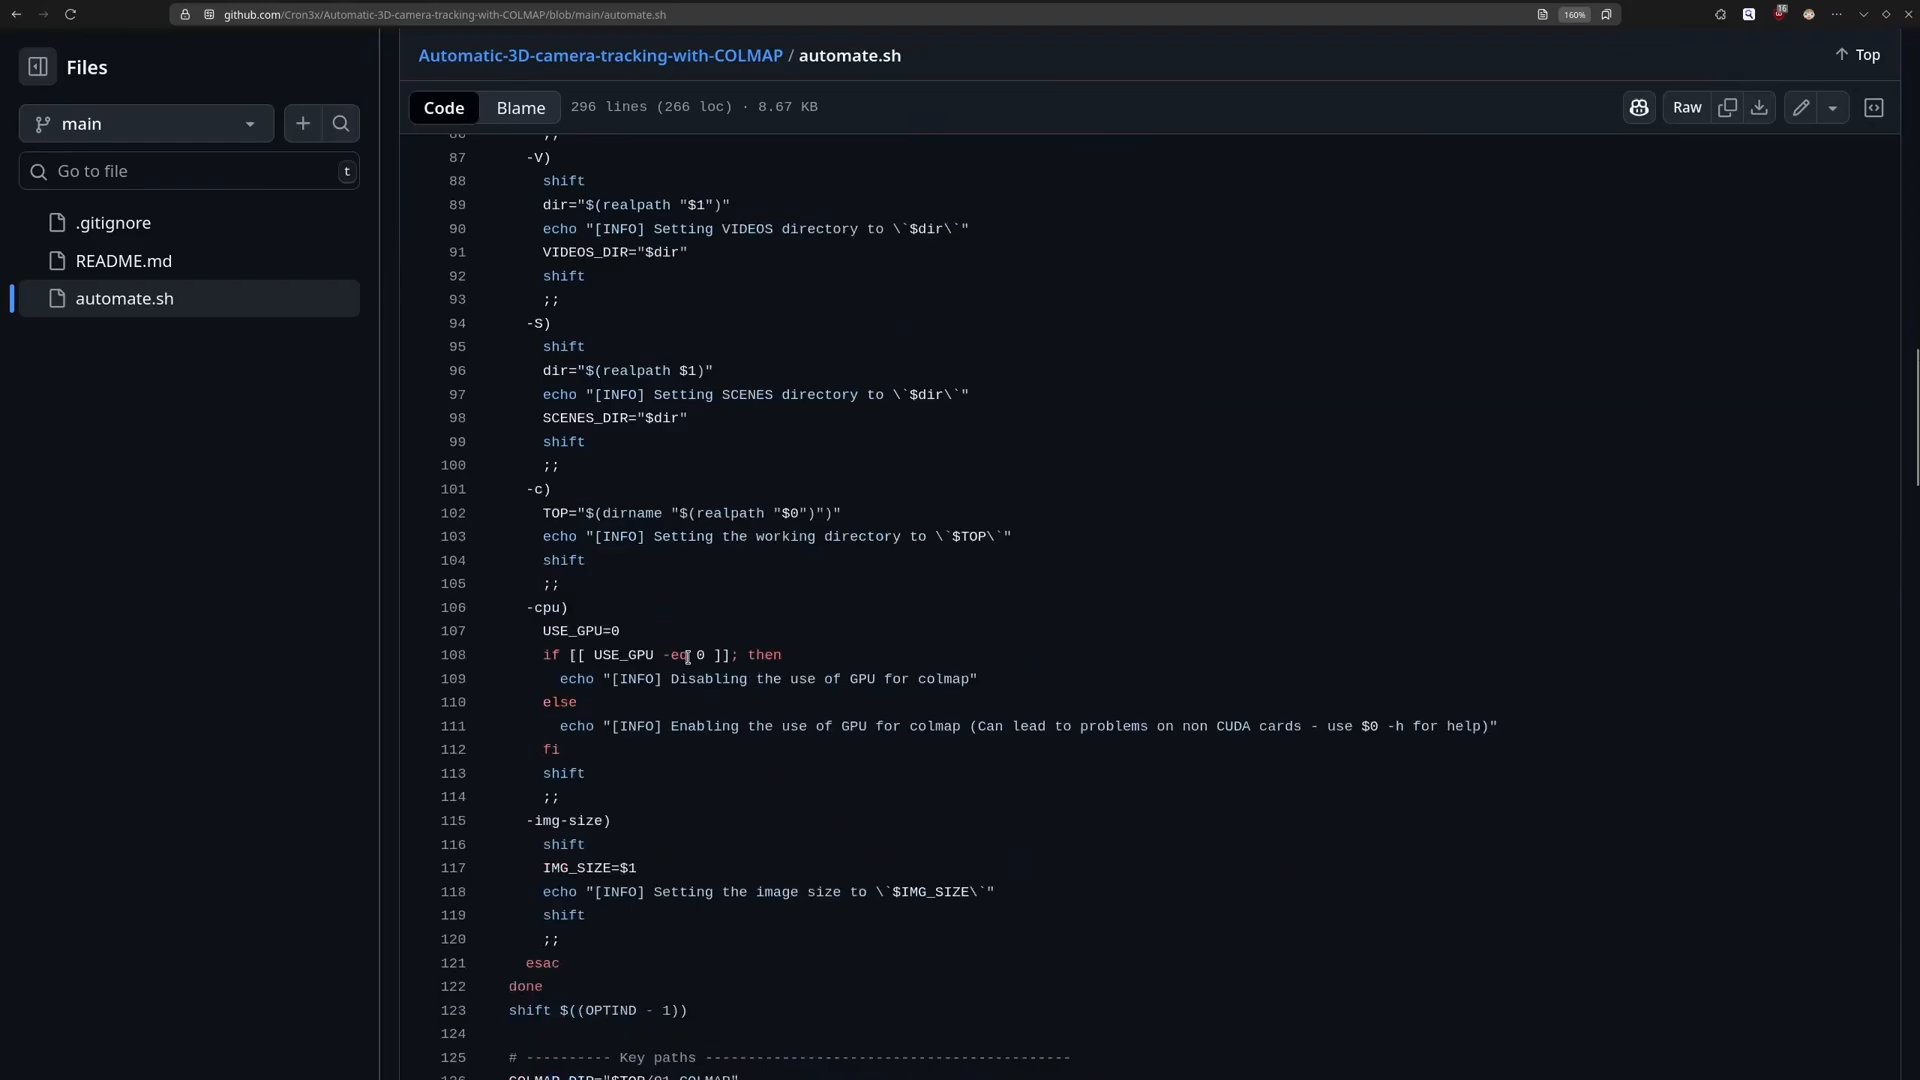 github.com/Cron3x/Automatic-3D-camera-tracking-with-COLMAP/blob/main/automate.sh
160%
16
Files
main
Go to file
t
.gitignore
README.md
automate.sh
Automatic-3D-camera-tracking-with-COLMAP / automate.sh
Top
Code
Blame
296 lines (266 loc) · 8.67 KB
Raw
86 ;;
87 -V)
88 shift
89 dir="$(realpath "$1")"
90 echo "[INFO] Setting VIDEOS directory to \`$dir\`"
91 VIDEOS_DIR="$dir"
92 shift
93 ;;
94 -S)
95 shift
96 dir="$(realpath $1)"
97 echo "[INFO] Setting SCENES directory to \`$dir\`"
98 SCENES_DIR="$dir"
99 shift
100 ;;
101 -c)
102 TOP="$(dirname "$(realpath "$0")")"
103 echo "[INFO] Setting the working directory to \`$TOP\`"
104 shift
105 ;;
106 -cpu)
107 USE_GPU=0
108 if [[ USE_GPU -eq 0 ]]; then
109 echo "[INFO] Disabling the use of GPU for colmap"
110 else
111 echo "[INFO] Enabling the use of GPU for colmap (Can lead to problems on non CUDA cards - use $0 -h for help)"
112 fi
113 shift
114 ;;
115 -img-size)
116 shift
117 IMG_SIZE=$1
118 echo "[INFO] Setting the image size to \`$IMG_SIZE\`"
119 shift
120 ;;
121 esac
122 done
123 shift $((OPTIND - 1))
124
125 # ---------- Key paths -------------------------------------------
126 COLMAP_DIR="$TOP/01 COLMAP"